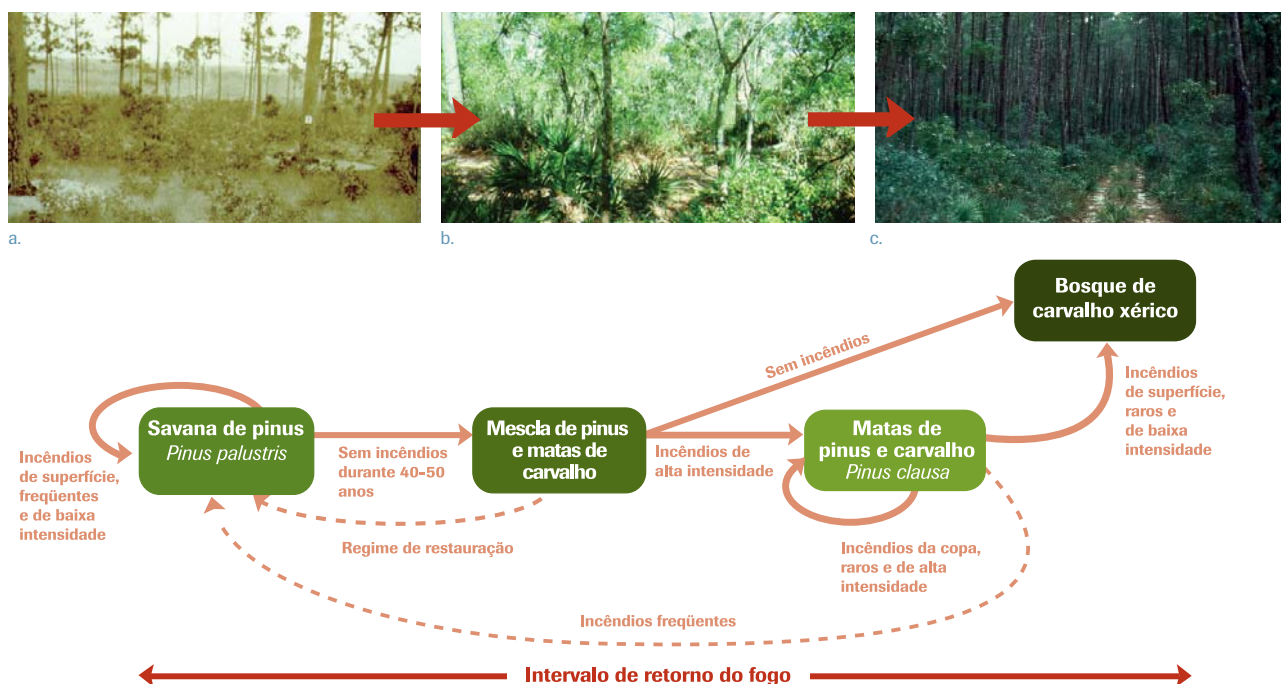 a.
b.
c.
Bosque de
carvalho xérico
Sem incêndios
Incêndios
de superfície,
raros e
de baixa
intensidade
Savana de pinus
Pinus palustris
Mescla de pinus
e matas de
carvalho
Matas de
pinus e carvalho
Pinus clausa
Incêndios
de superfície,
freqüentes
e de baixa
intensidade
Sem incêndios
durante 40-50
anos
Incêndios de
alta intensidade
Regime de restauração
Incêndios da copa,
raros e de alta
intensidade
Incêndios freqüentes
Intervalo de retorno do fogo